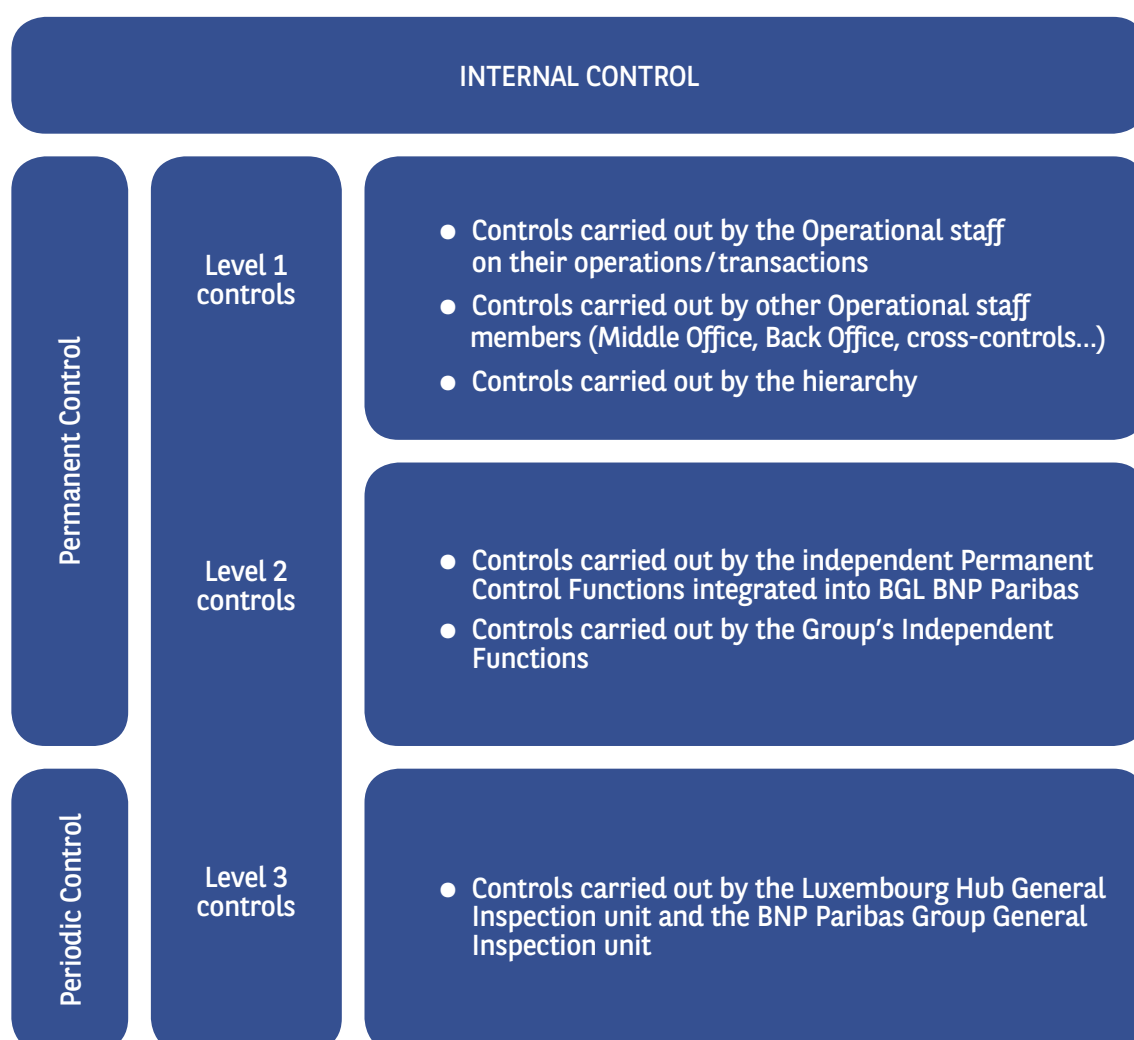 INTERNAL CONTROL
Permanent Control
Level 1
controls
● Controls carried out by the Operational staff
on their operations/transactions
● Controls carried out by other Operational staff
members (Middle Office, Back Office, cross-controls...)
● Controls carried out by the hierarchy
Level 2
controls
● Controls carried out by the independent Permanent
Control Functions integrated into BGL BNP Paribas
● Controls carried out by the Group's Independent
Functions
Periodic Control
Level 3
controls
● Controls carried out by the Luxembourg Hub General
Inspection unit and the BNP Paribas Group General
Inspection unit